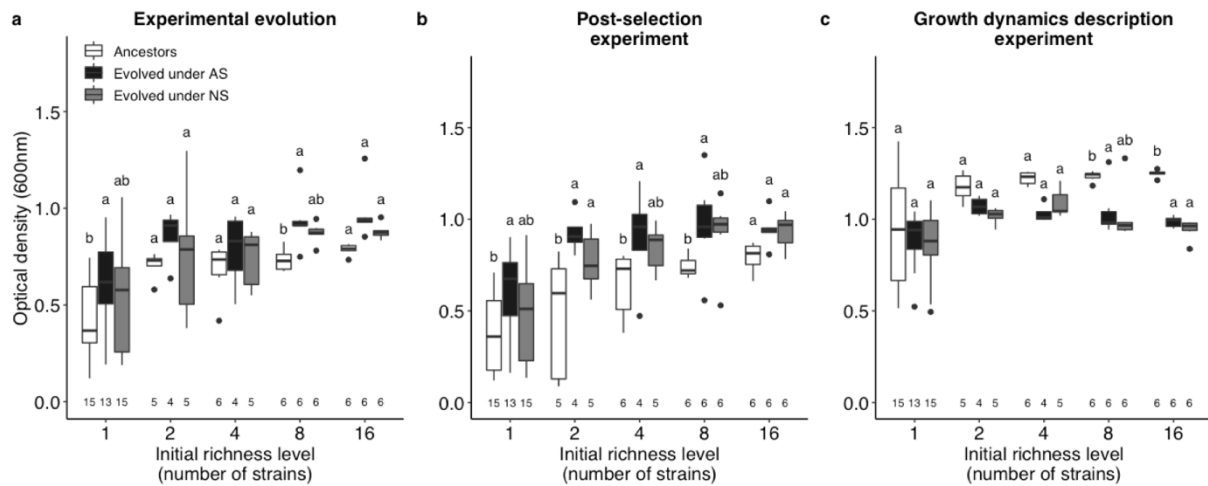 a
Experimental evolution
Ancestors
Evolved under AS
Evolved under NS
Optical density (600nm)
1.5
1.0
0.5
0.0
b a ab
a a a
a a a
b a ab
a a a
15 13 15 5 4 5 6 4 5 6 6 6 6 6 6
1 2 4 8 16
Initial richness level
(number of strains)
b
Post-selection
experiment
1.5
1.0
0.5
0.0
b a ab
b a ab
b a ab
b a ab
a a a
15 13 15 5 4 5 6 4 5 6 6 6 6 6 6
1 2 4 8 16
Initial richness level
(number of strains)
c
Growth dynamics description
experiment
1.5
1.0
0.5
0.0
a a a
a a a
a a a
b a ab
b a a
15 13 15 5 4 5 6 4 5 6 6 6 6 6 6
1 2 4 8 16
Initial richness level
(number of strains)